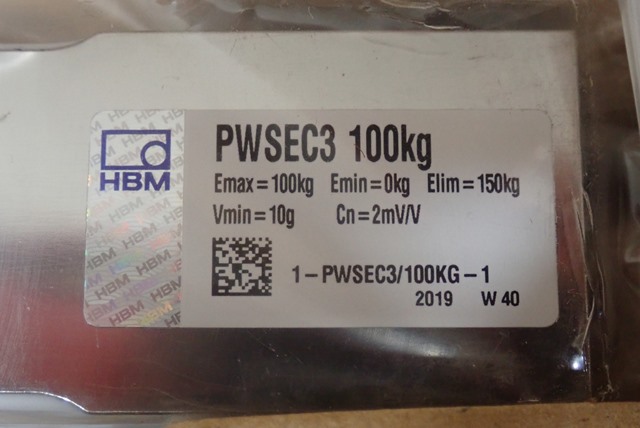 HBM
PWSEC3 100kg
Emax=100kg Emin=0kg Elim=150kg
Vmin=10g Cn=2mV/V
1-PWSEC3/100KG-1
2019 W 40